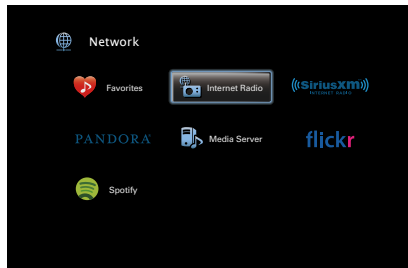 Network
Favorites
Internet Radio
((SiriusXM))
INTERNET RADIO
PANDORA
Media Server
flickr
Spotify